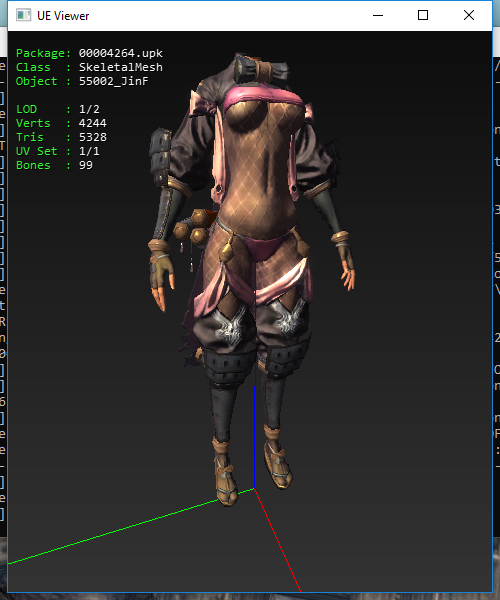 UE Viewer
Package: 00004264.upk
Class : SkeletalMesh
Object : 55002_JinF
LOD : 1/2
Verts : 4244
Tris : 5328
UV Set : 1/1
Bones : 99